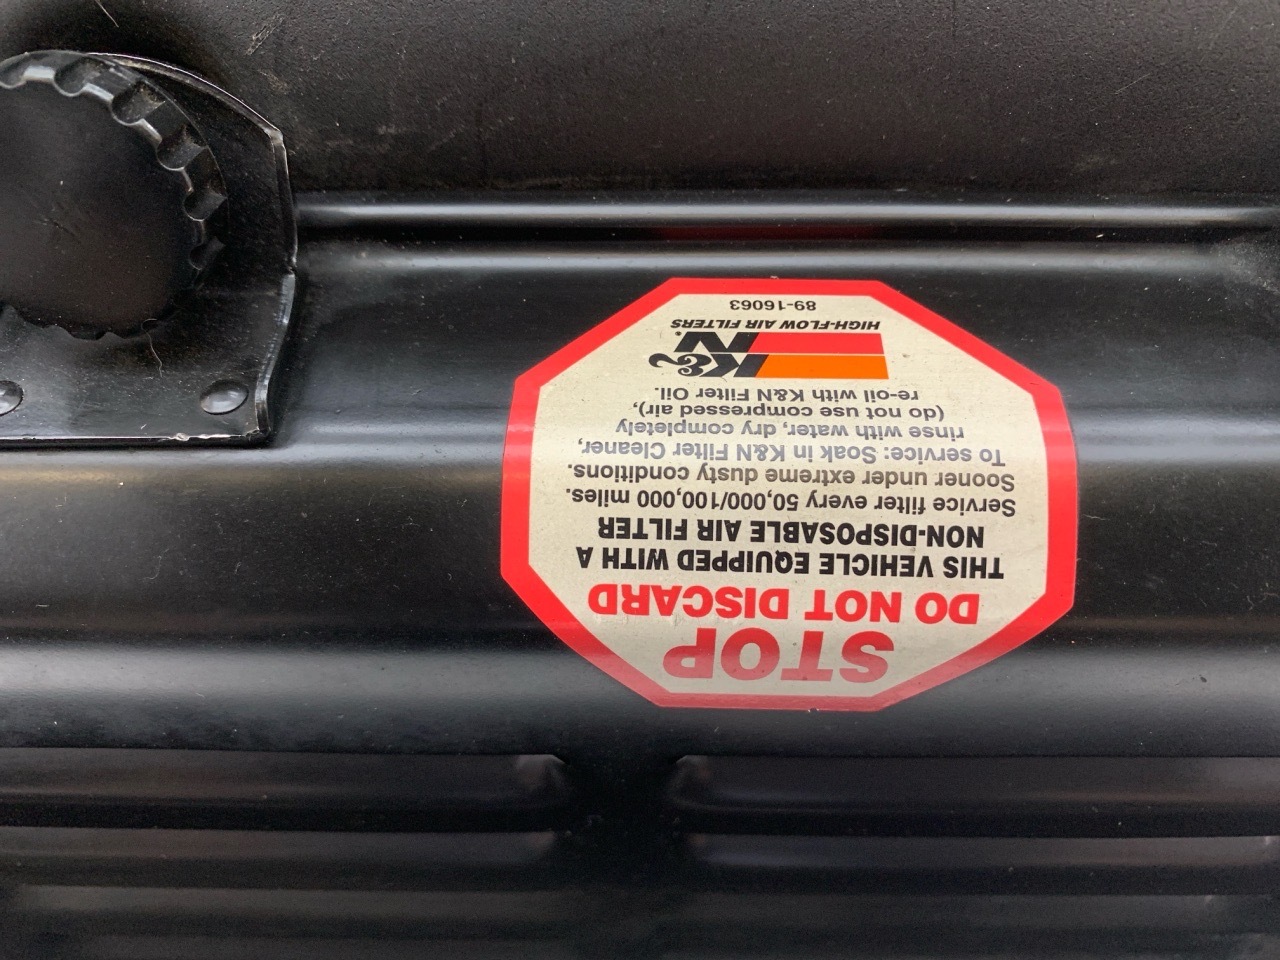 STOP
DO NOT DISCARD
THIS VEHICLE EQUIPPED WITH A
NON-DISPOSABLE AIR FILTER
Service filter every 50,000/100,000 miles.
Sooner under extreme dusty conditions.
To service: Soak in K&N Filter Cleaner,
rinse with water, dry completely
(do not use compressed air),
re-oil with K&N Filter Oil.
K&N®
HIGH-FLOW AIR FILTERS
89-16063